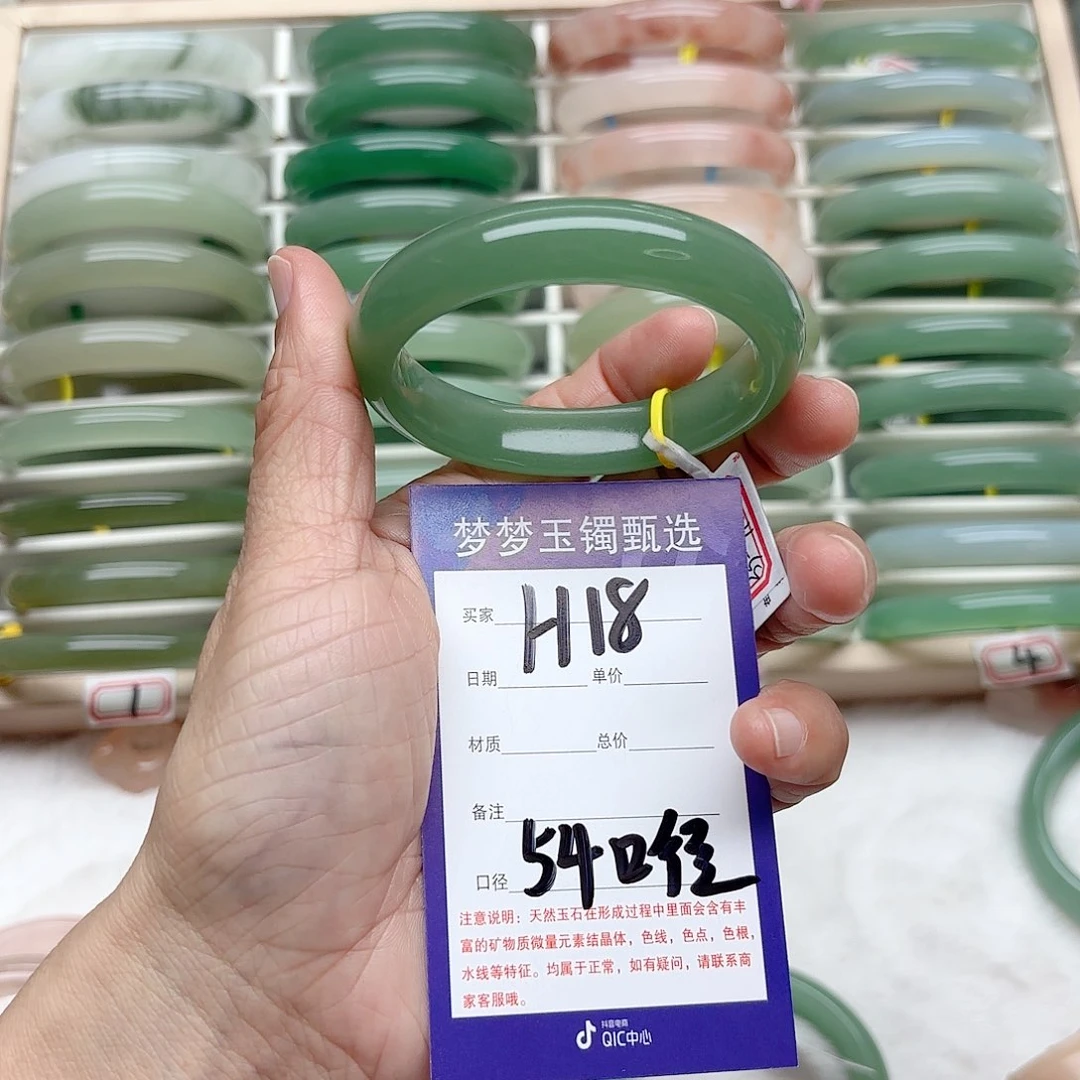 梦梦玉镯甄选
买家 H18
日期 单价
材质 总价
备注
口径 54口径
注意说明：天然玉石在形成过程中里面会含有丰
富的矿物质微量元素结晶体，色线，色点，色根，
水线等特征。均属于正常，如有疑问，请联系商
家客服哦。
抖音电商
QIC中心
1
4